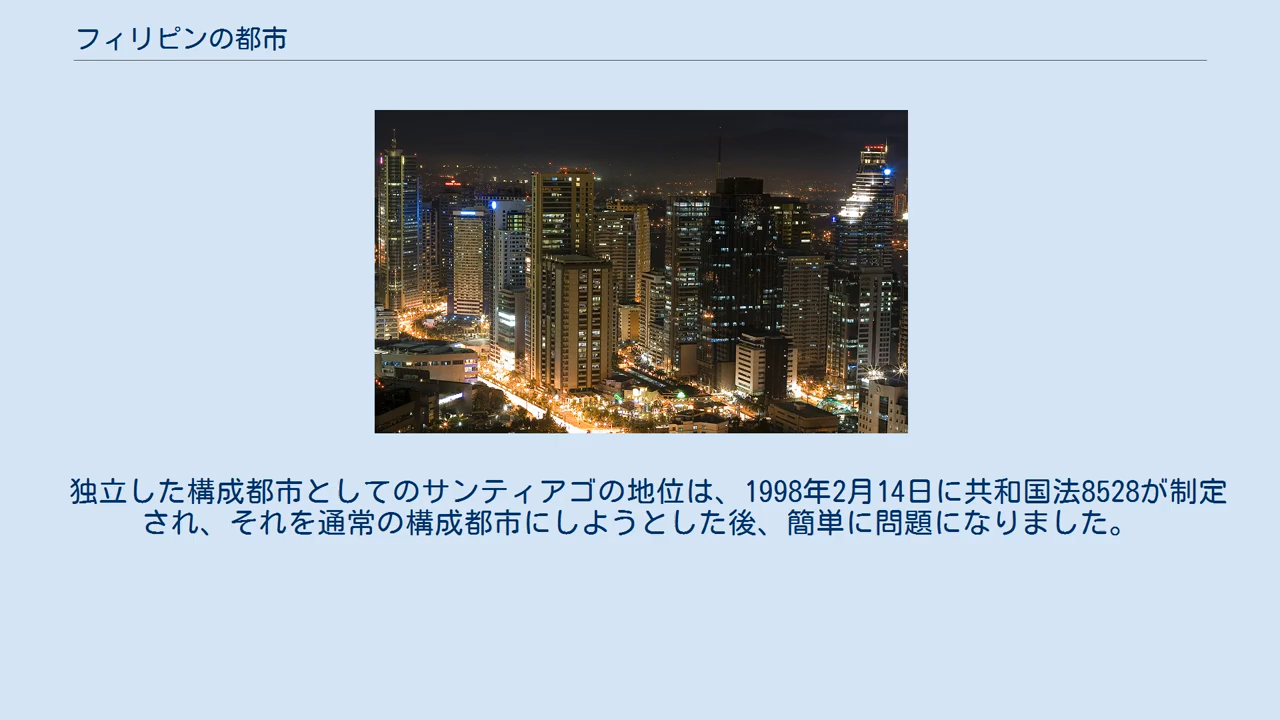 フィリピンの都市
独立した構成都市としてのサンティアゴの地位は、1998年2月14日に共和国法8528が制定
され、それを通常の構成都市にしようとした後、簡単に問題になりました。